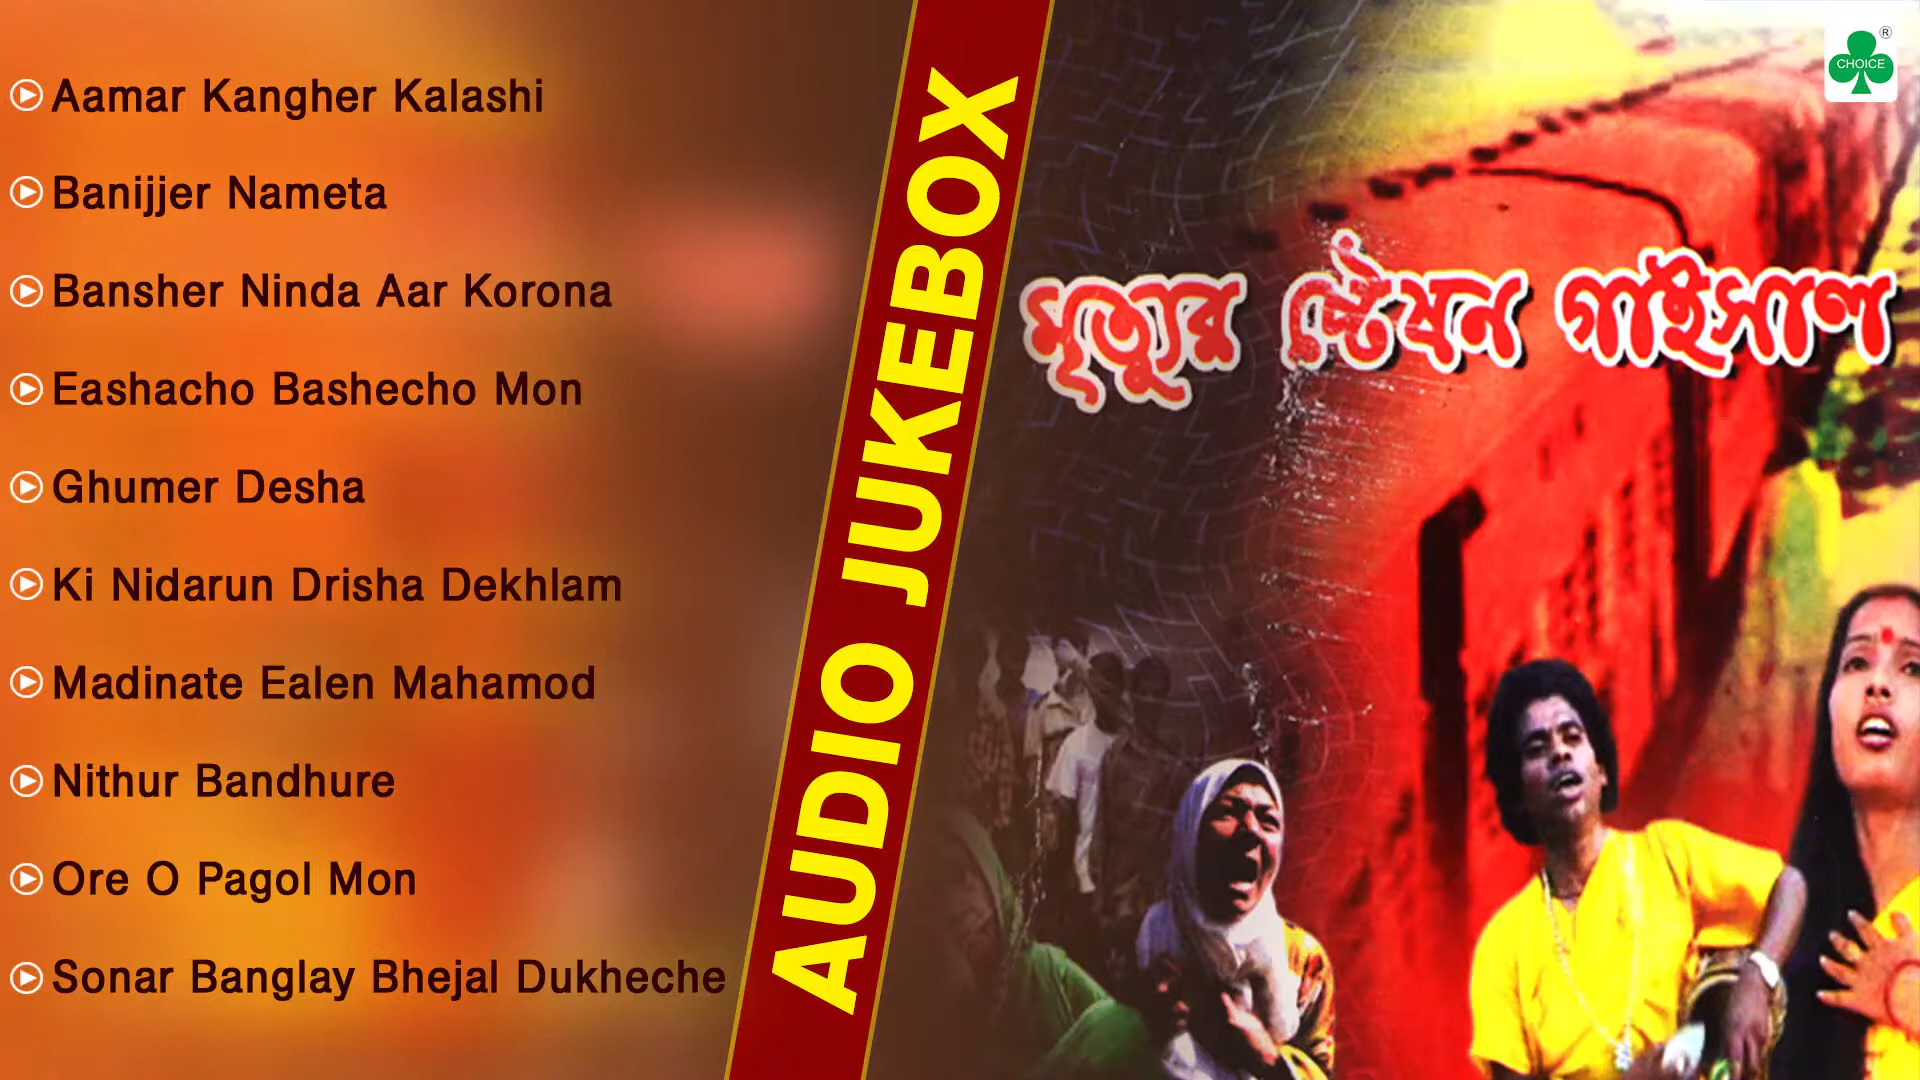 Aamar Kangher Kalashi
Banijjer Nameta
Bansher Ninda Aar Korona
Eashacho Bashecho Mon
Ghumer Desha
Ki Nidarun Drisha Dekhlam
Madinate Ealen Mahamod
Nithur Bandhure
Ore O Pagol Mon
Sonar Banglay Bhejal Dukheche
AUDIO JUKEBOX
মৃত্যুর ষ্টেষন গাইসাল
CHOICE ®